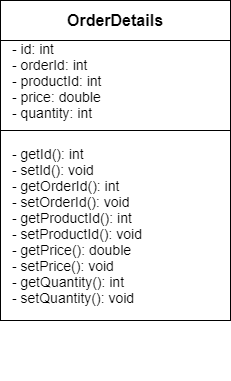 OrderDetails
- id: int
- orderId: int
- productId: int
- price: double
- quantity: int
- getId(): int
- setId(): void
- getOrderId(): int
- setOrderId(): void
- getProductId(): int
- setProductId(): void
- getPrice(): double
- setPrice(): void
- getQuantity(): int
- setQuantity(): void